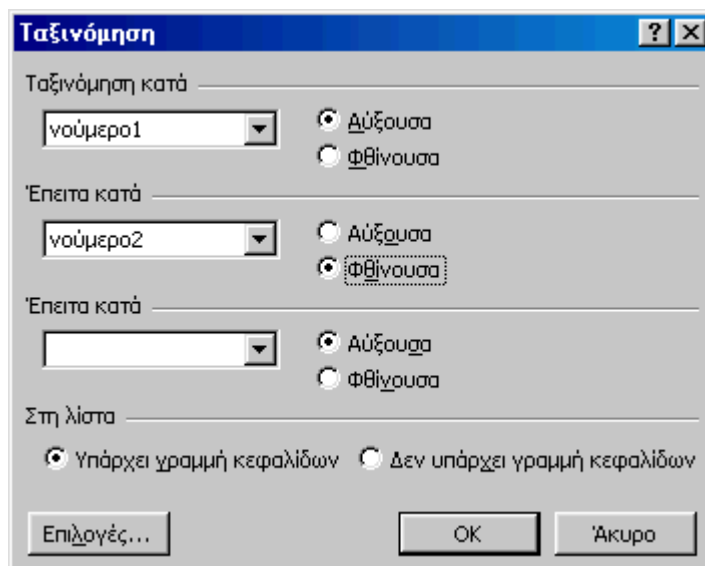 Ταξινόμηση
Ταξινόμηση κατά
νούμερο1
Αύξουσα
Φθίνουσα
Έπειτα κατά
νούμερο2
Αύξουσα
Φθίνουσα
Έπειτα κατά
Αύξουσα
Φθίνουσα
Στη λίστα
Υπάρχει γραμμή κεφαλίδων Δεν υπάρχει γραμμή κεφαλίδων
Επιλογές... OK Άκυρο